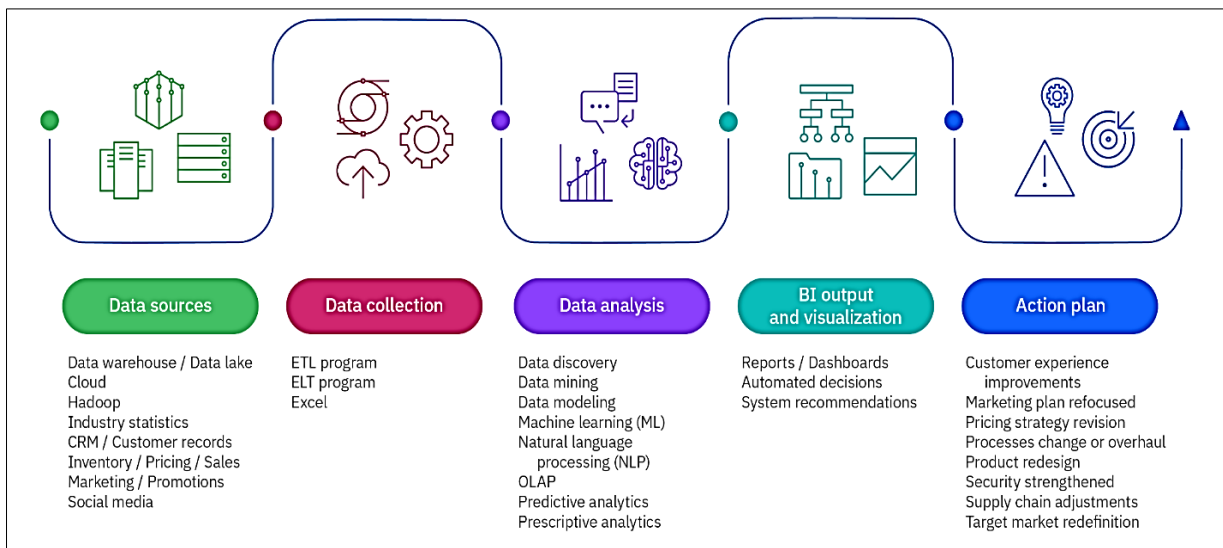 Data sources
Data warehouse / Data lake
Cloud
Hadoop
Industry statistics
CRM / Customer records
Inventory / Pricing / Sales
Marketing / Promotions
Social media
Data collection
ETL program
ELT program
Excel
Data analysis
Data discovery
Data mining
Data modeling
Machine learning (ML)
Natural language
processing (NLP)
OLAP
Predictive analytics
Prescriptive analytics
BI output
and visualization
Reports / Dashboards
Automated decisions
System recommendations
Action plan
Customer experience
improvements
Marketing plan refocused
Pricing strategy revision
Processes change or overhaul
Product redesign
Security strengthened
Supply chain adjustments
Target market redefinition